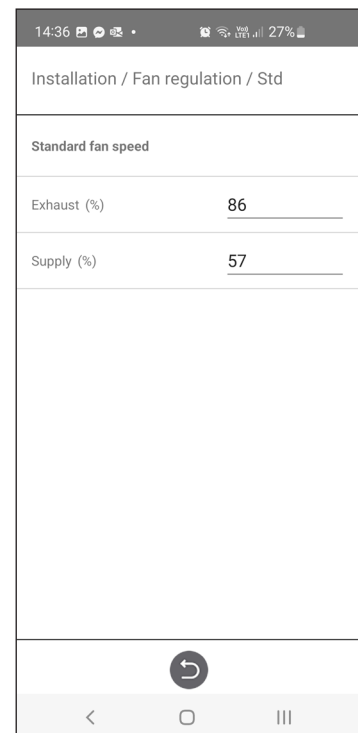 14:36 27%
Installation / Fan regulation / Std
Standard fan speed
Exhaust (%) 86
Supply (%) 57